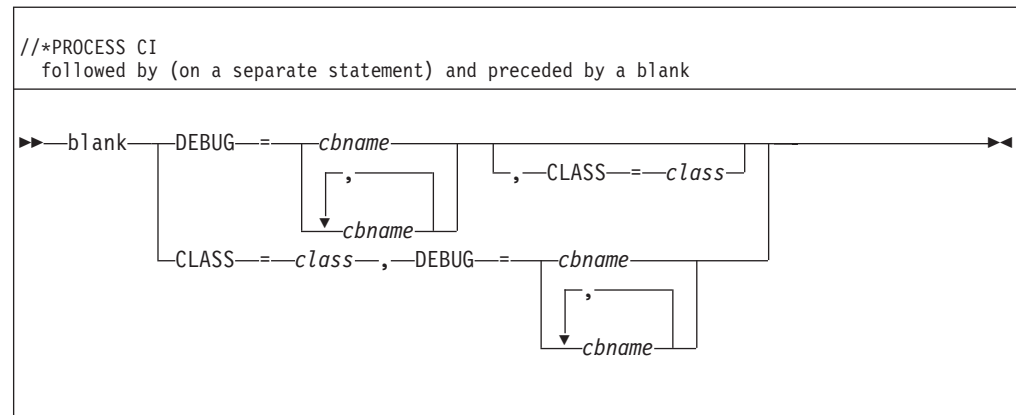 //*PROCESS CI
followed by (on a separate statement) and preceded by a blank
blank DEBUG = cbname
, , CLASS = class
cbname
CLASS = class , DEBUG = cbname
,
cbname